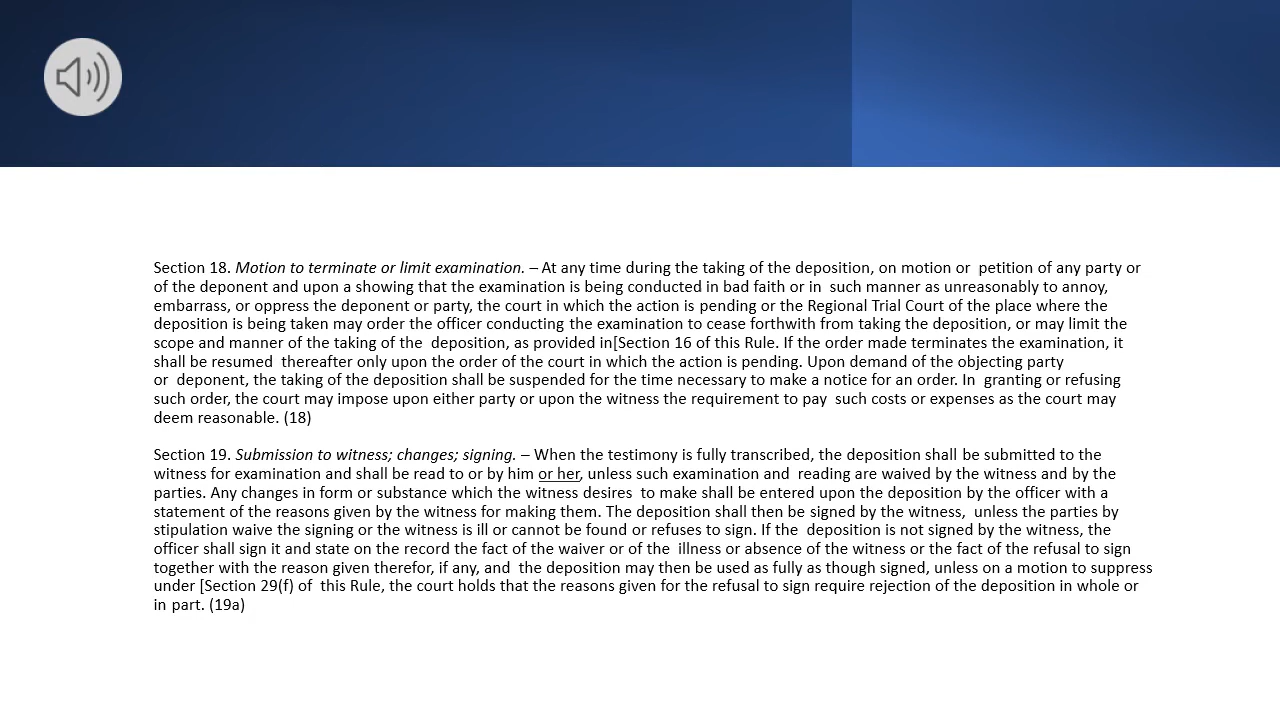 Section 18. Motion to terminate or limit examination. – At any time during the taking of the deposition, on motion or  petition of any party or
of the deponent and upon a showing that the examination is being conducted in bad faith or in  such manner as unreasonably to annoy,
embarrass, or oppress the deponent or party, the court in which the action is pending or the Regional Trial Court of the place where the
deposition is being taken may order the officer conducting the examination to cease forthwith from taking the deposition, or may limit the
scope and manner of the taking of the  deposition, as provided in[Section 16 of this Rule. If the order made terminates the examination, it
shall be resumed  thereafter only upon the order of the court in which the action is pending. Upon demand of the objecting party
or  deponent, the taking of the deposition shall be suspended for the time necessary to make a notice for an order. In  granting or refusing
such order, the court may impose upon either party or upon the witness the requirement to pay  such costs or expenses as the court may
deem reasonable. (18)
Section 19. Submission to witness; changes; signing. – When the testimony is fully transcribed, the deposition shall be submitted to the
witness for examination and shall be read to or by him or her, unless such examination and  reading are waived by the witness and by the
parties. Any changes in form or substance which the witness desires  to make shall be entered upon the deposition by the officer with a
statement of the reasons given by the witness for making them. The deposition shall then be signed by the witness,  unless the parties by
stipulation waive the signing or the witness is ill or cannot be found or refuses to sign. If the  deposition is not signed by the witness, the
officer shall sign it and state on the record the fact of the waiver or of the  illness or absence of the witness or the fact of the refusal to sign
together with the reason given therefor, if any, and  the deposition may then be used as fully as though signed, unless on a motion to suppress
under [Section 29(f) of  this Rule, the court holds that the reasons given for the refusal to sign require rejection of the deposition in whole or
in part. (19a)